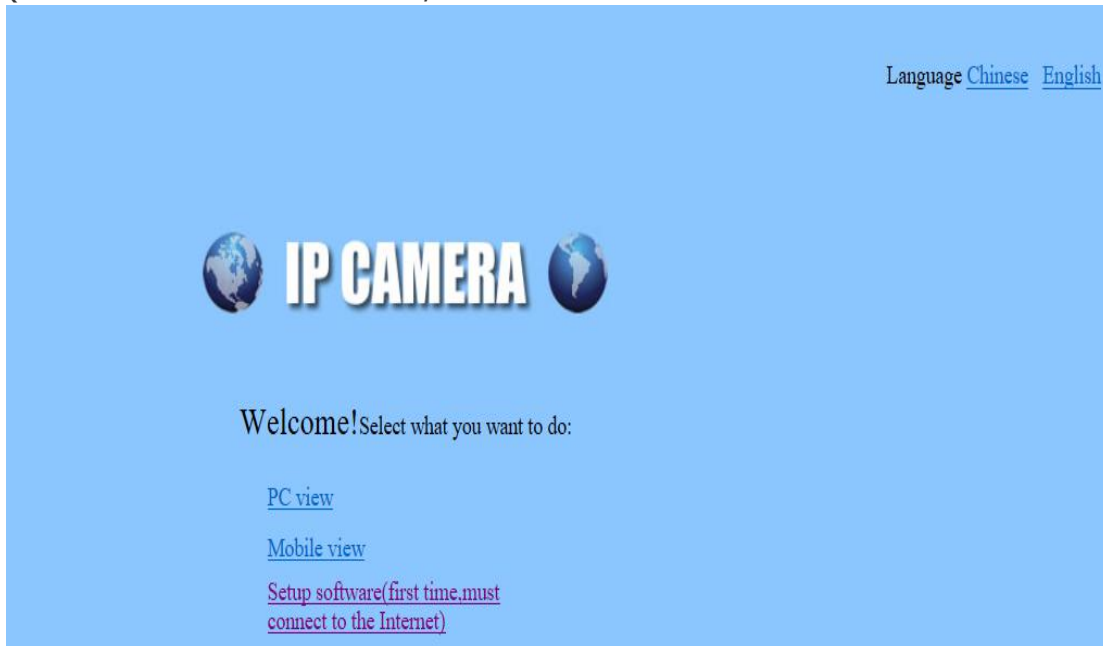 Language Chinese English
IP CAMERA
Welcome!Select what you want to do:
PC view
Mobile view
Setup software(first time,must
connect to the Internet)